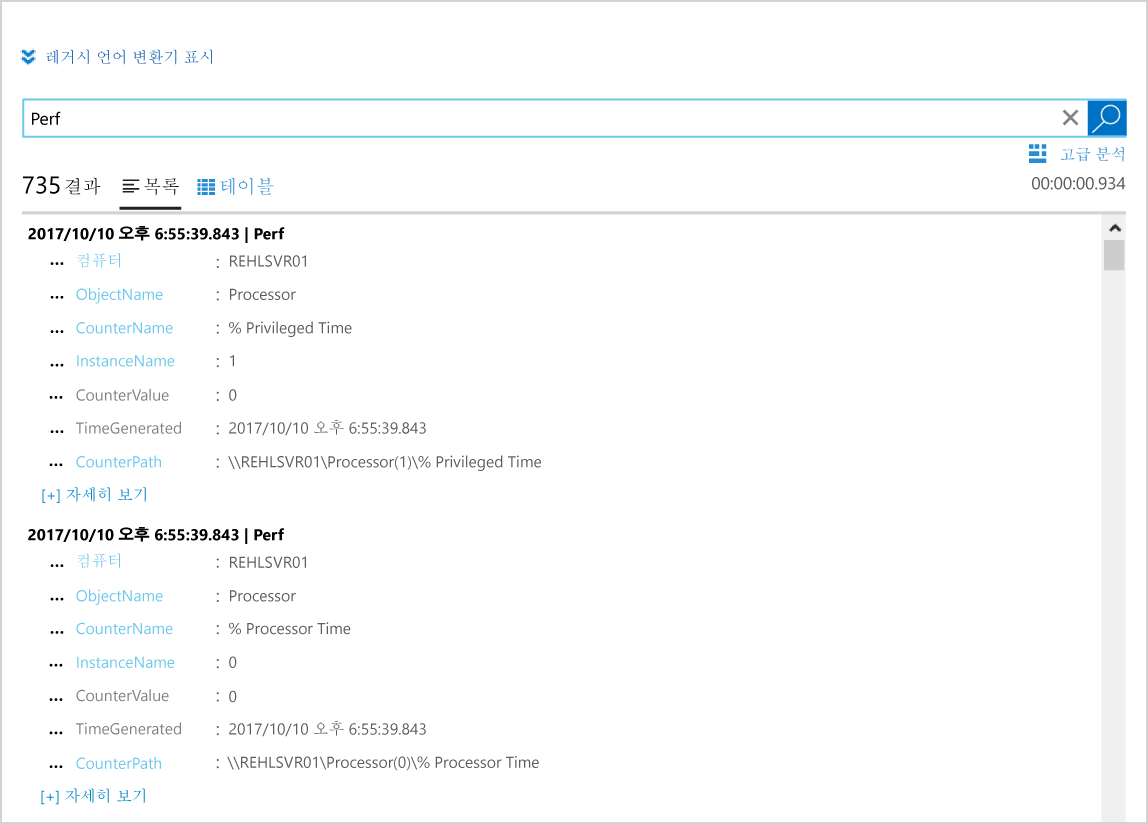 레거시 언어 변환기 표시
Perf
고급 분석
735 결과 목록 테이블 00:00:00.934
2017/10/10 오후 6:55:39.843 | Perf
... 컴퓨터 : REHLSVR01
... ObjectName : Processor
... CounterName : % Privileged Time
... InstanceName : 1
... CounterValue : 0
... TimeGenerated : 2017/10/10 오후 6:55:39.843
... CounterPath : \\REHLSVR01\Processor(1)\% Privileged Time
[+] 자세히 보기
2017/10/10 오후 6:55:39.843 | Perf
... 컴퓨터 : REHLSVR01
... ObjectName : Processor
... CounterName : % Processor Time
... InstanceName : 0
... CounterValue : 0
... TimeGenerated : 2017/10/10 오후 6:55:39.843
... CounterPath : \\REHLSVR01\Processor(0)\% Processor Time
[+] 자세히 보기